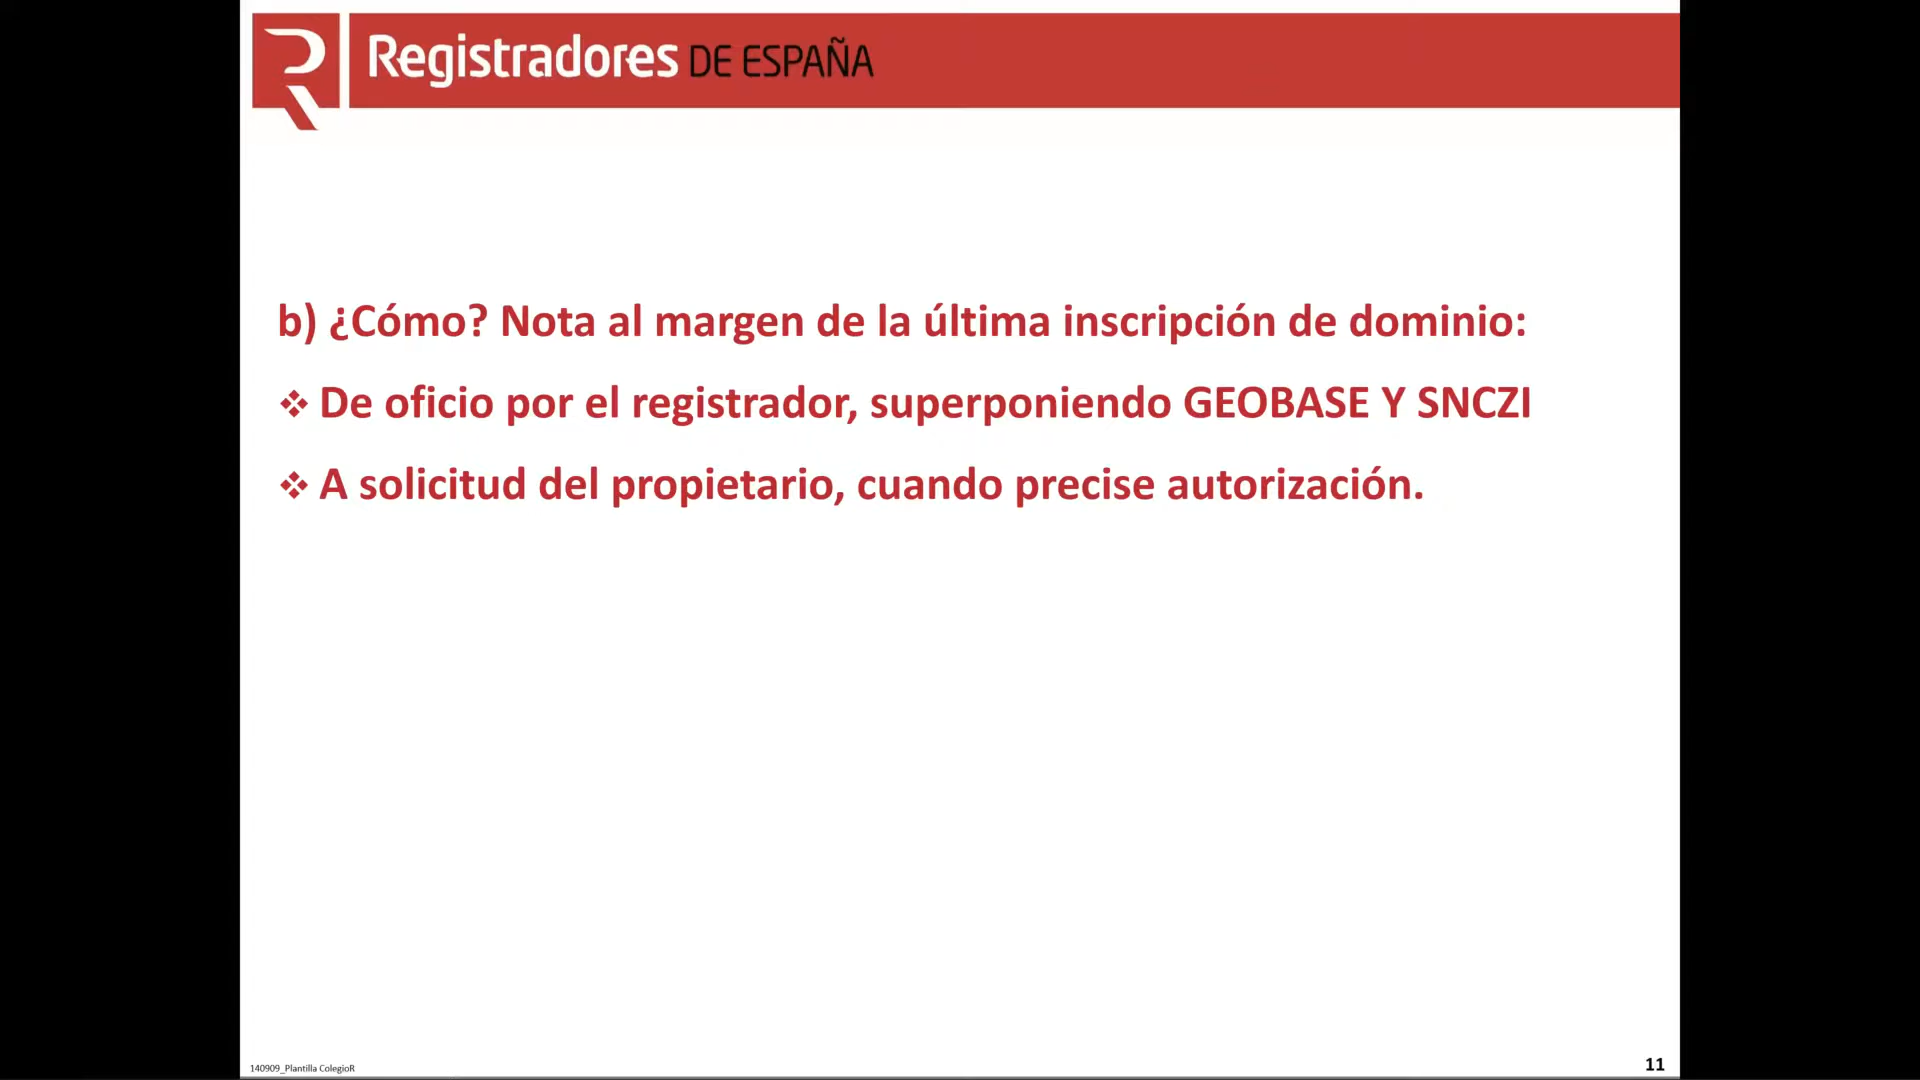 Registradores DE ESPAÑA
b) ¿Cómo? Nota al margen de la última inscripción de dominio:
❖ De oficio por el registrador, superponiendo GEOBASE Y SNCZI
❖ A solicitud del propietario, cuando precise autorización.
140909_Plantilla ColegioR
11